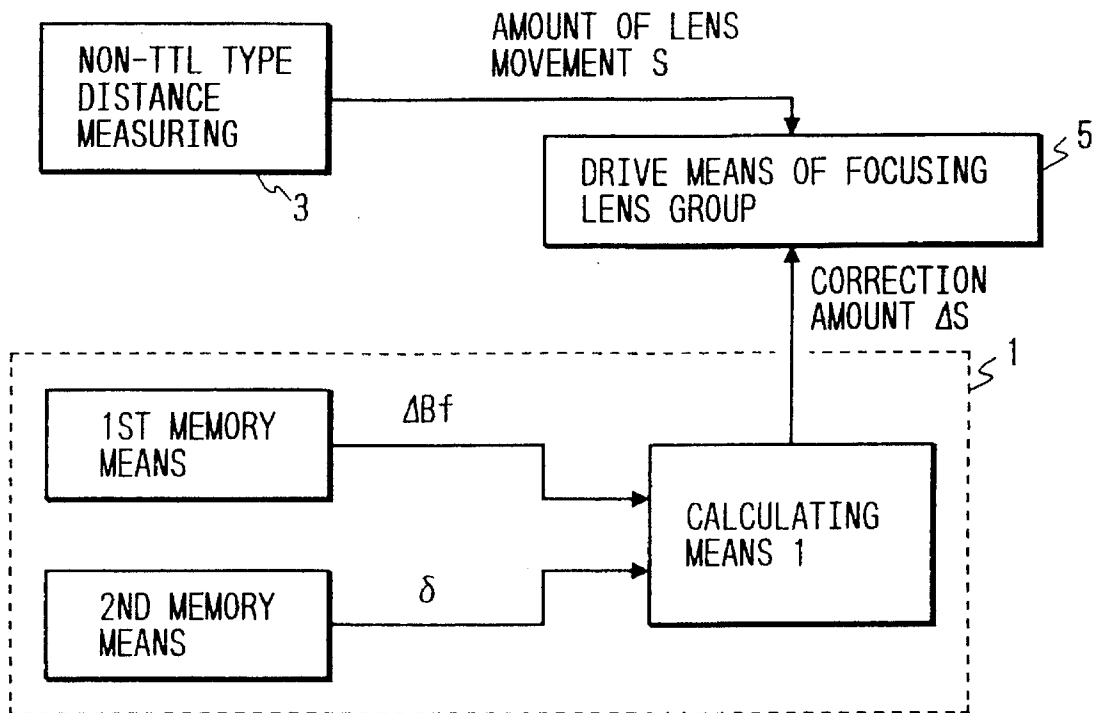 NON-TTL TYPE
DISTANCE
MEASURING
3
AMOUNT OF LENS
MOVEMENT S
DRIVE MEANS OF FOCUSING
LENS GROUP
5
CORRECTION
AMOUNT ΔS
1
1ST MEMORY
MEANS
ΔBf
CALCULATING
MEANS 1
2ND MEMORY
MEANS
δ